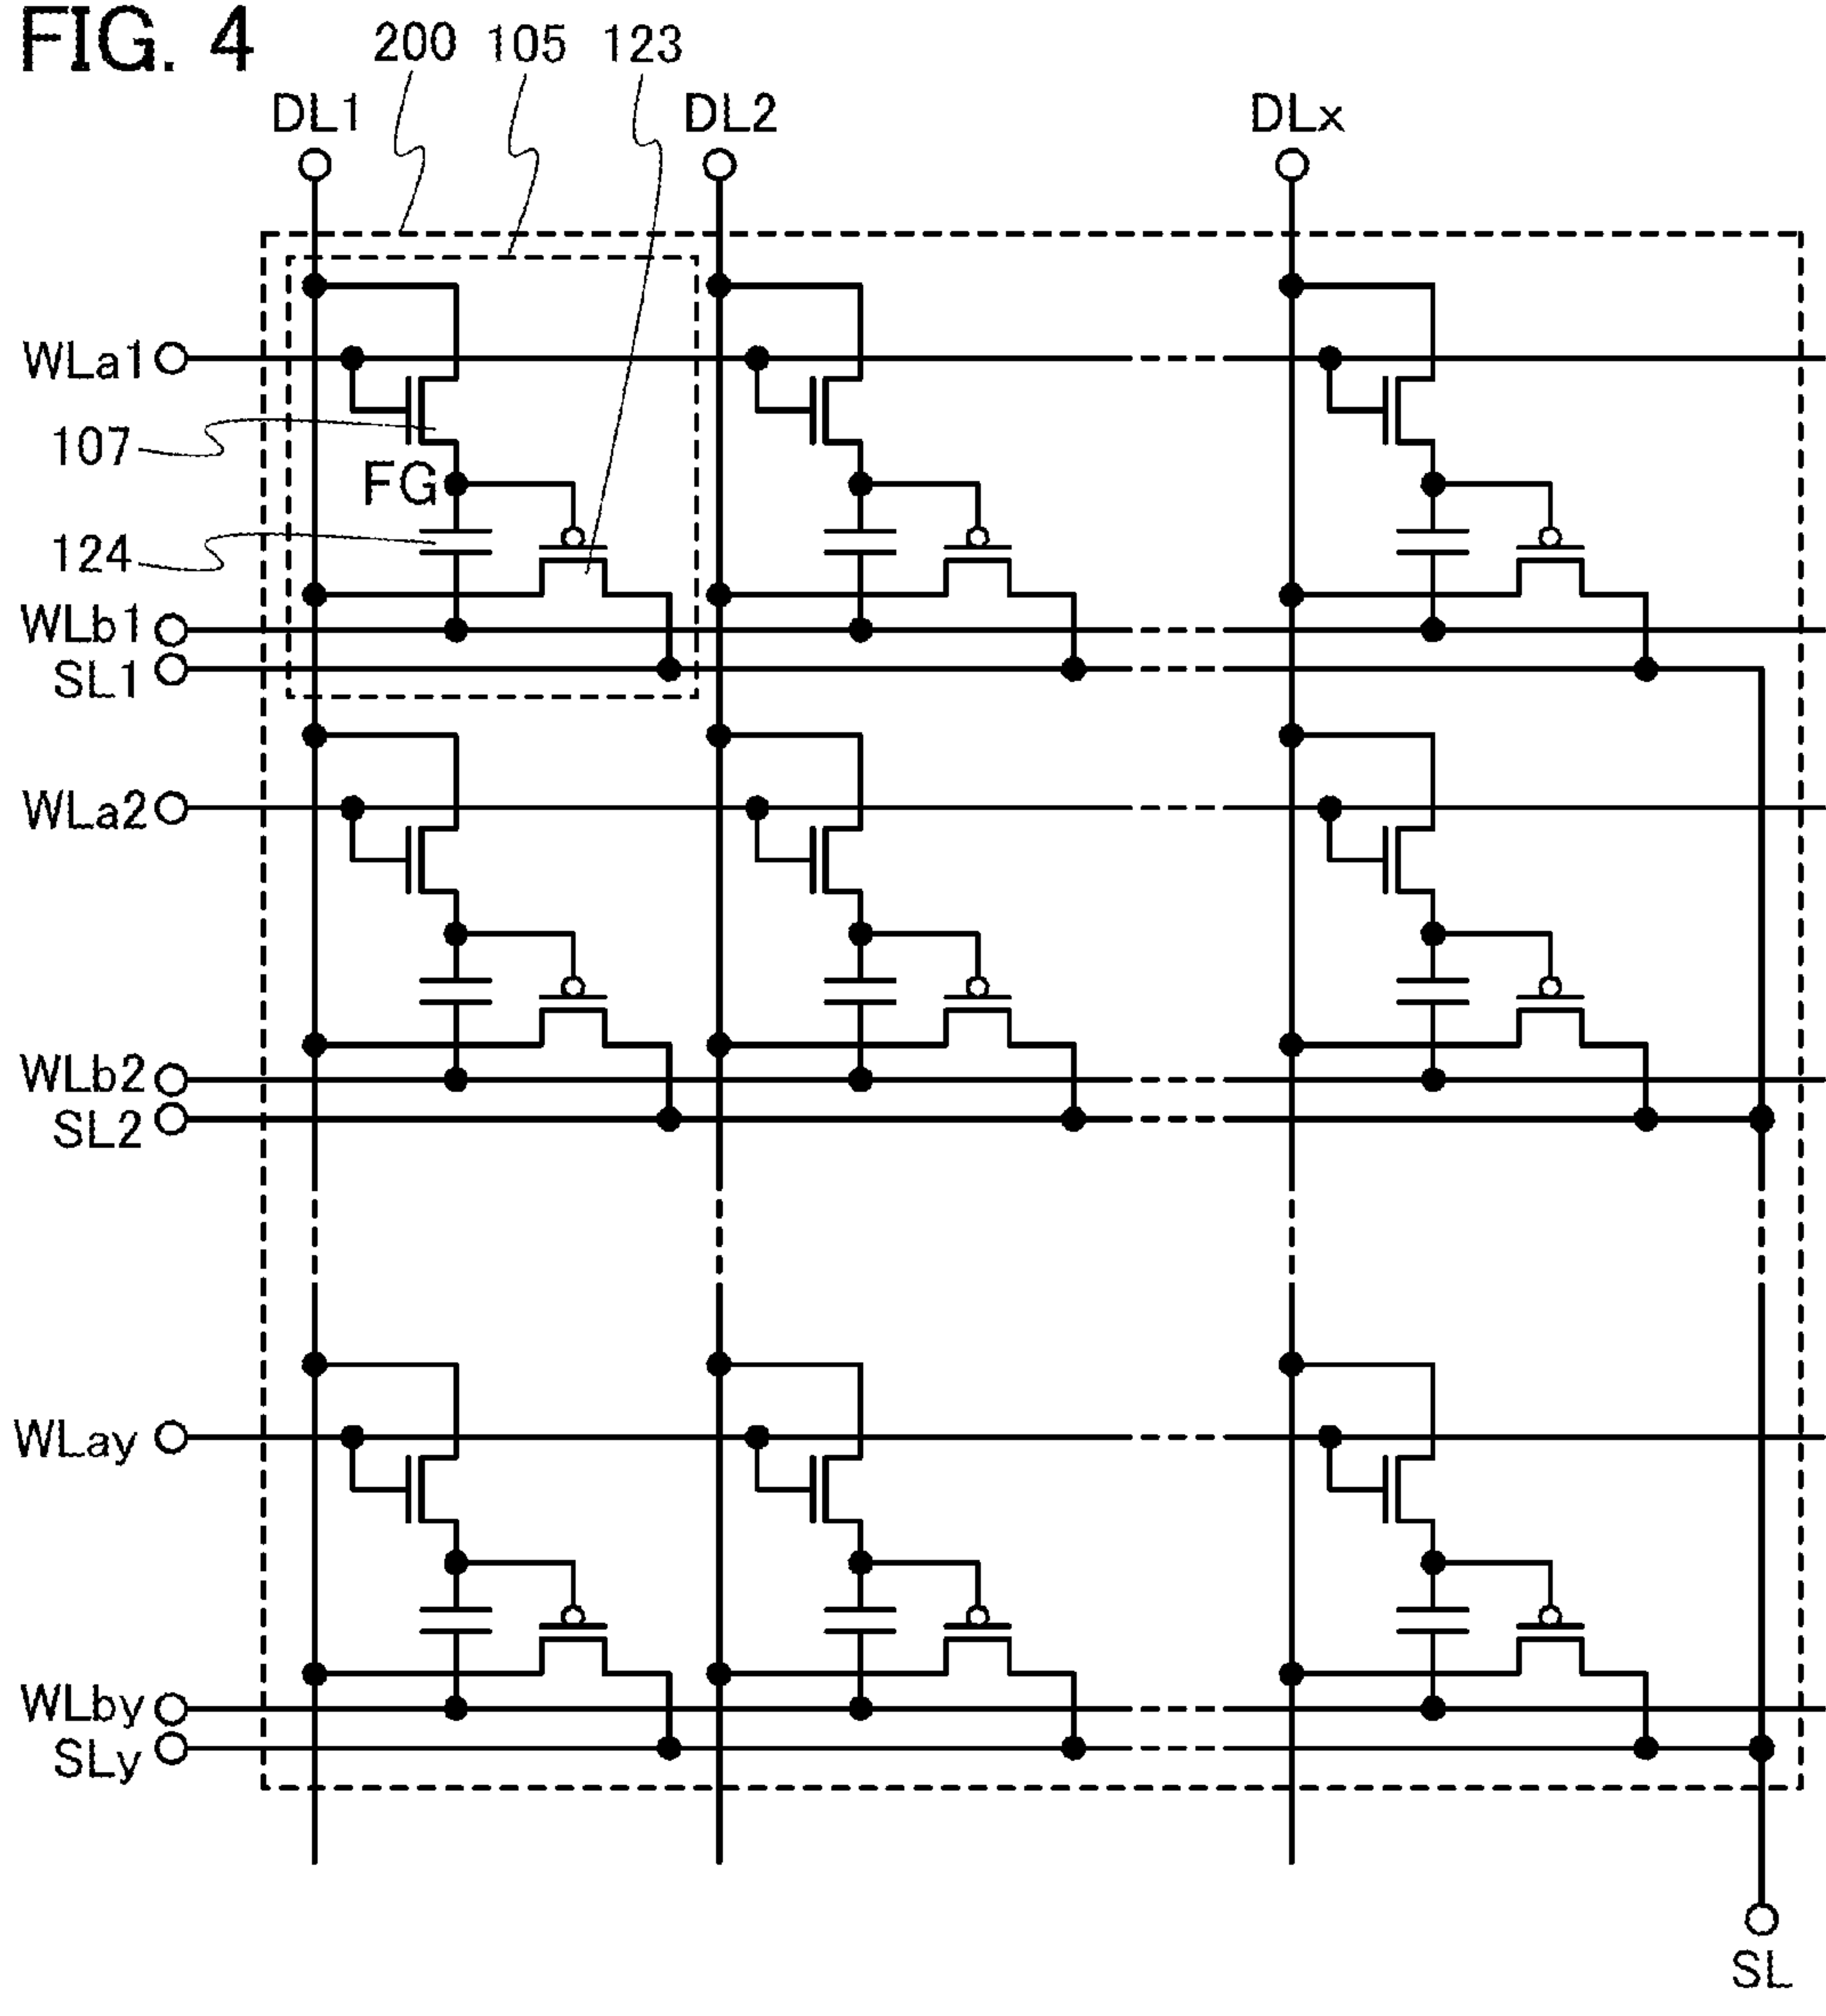 FIG. 4
200 105 123
DL1 DL2 DLx
WLa1
107
FG
124
WLb1
SL1
WLa2
WLb2
SL2
WLay
WLby
SLy
SL